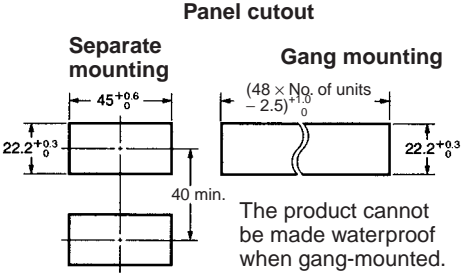 Panel cutout
Separate
mounting
Gang mounting
45 +0.6 0
(48 × No. of units
− 2.5) +1.0 0
22.2 +0.3 0
22.2 +0.3 0
40 min.
The product cannot
be made waterproof
when gang-mounted.